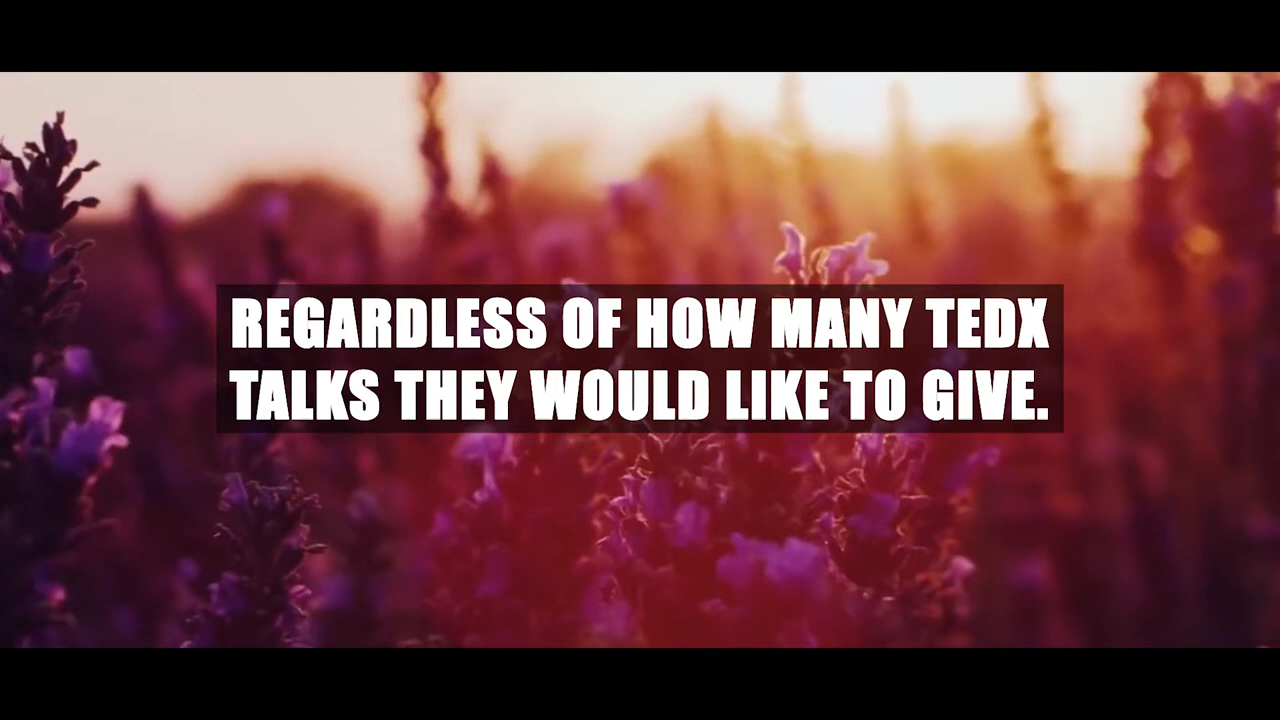 REGARDLESS OF HOW MANY TEDX
TALKS THEY WOULD LIKE TO GIVE.